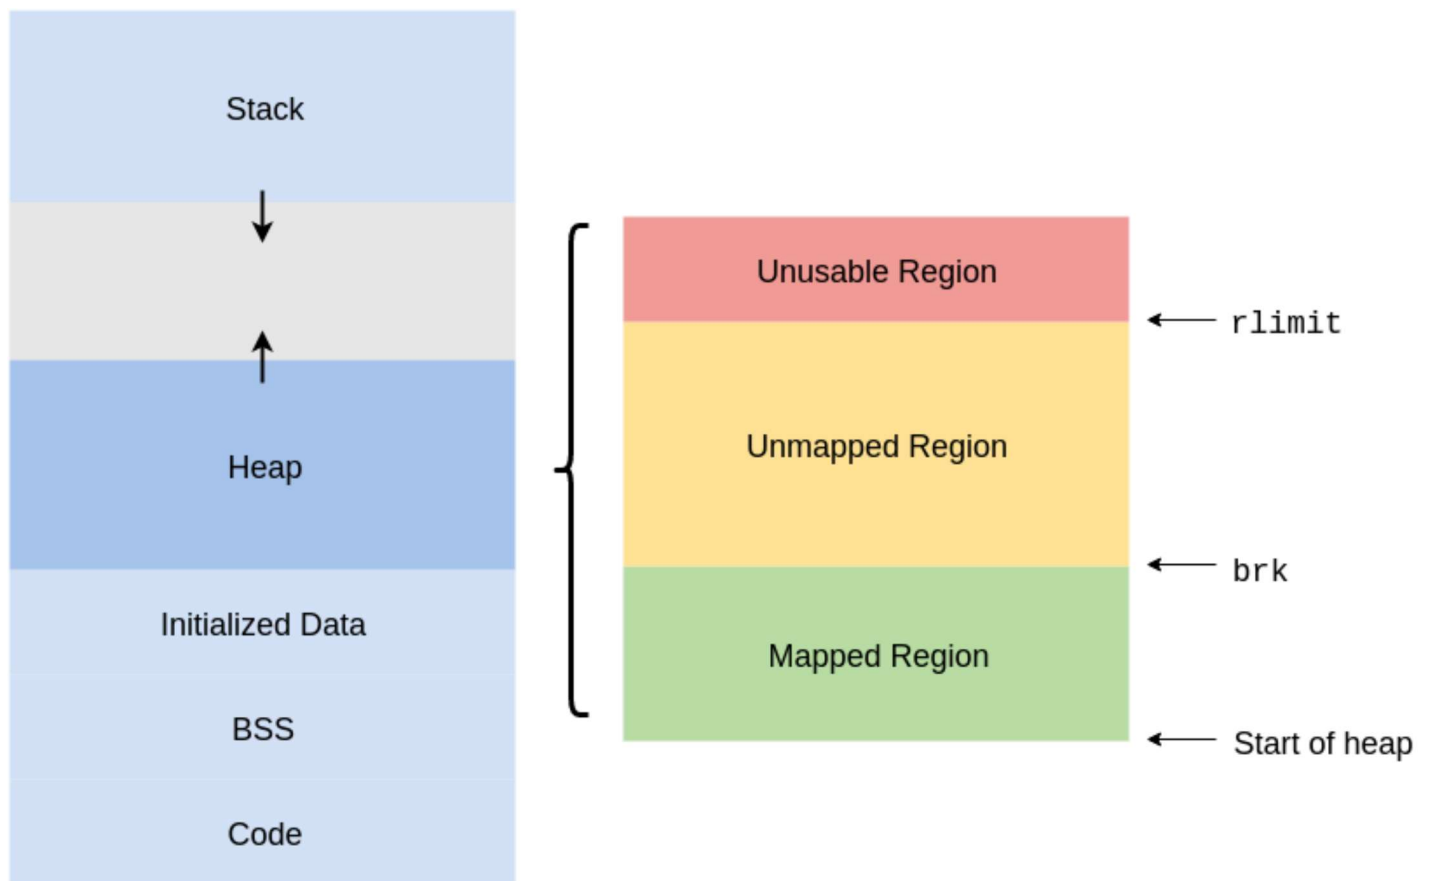 Stack
Heap
Initialized Data
BSS
Code
Unusable Region
rlimit
Unmapped Region
brk
Mapped Region
Start of heap